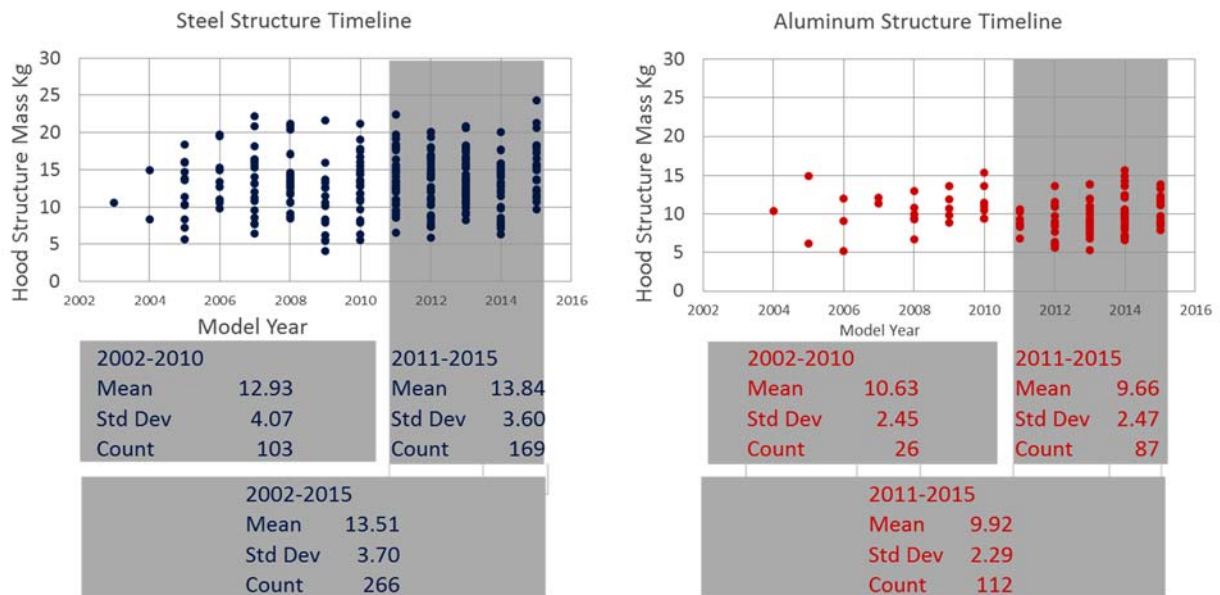 Steel Structure Timeline
Hood Structure Mass Kg
30
25
20
15
10
5
0
2002 2004 2006 2008 2010 2012 2014 2016
Model Year
2002-2010
Mean 12.93
Std Dev 4.07
Count 103
2011-2015
Mean 13.84
Std Dev 3.60
Count 169
2002-2015
Mean 13.51
Std Dev 3.70
Count 266
Aluminum Structure Timeline
Hood Structure Mass Kg
30
25
20
15
10
5
0
2002 2004 2006 2008 2010 2012 2014 2016
Model Year
2002-2010
Mean 10.63
Std Dev 2.45
Count 26
2011-2015
Mean 9.66
Std Dev 2.47
Count 87
2011-2015
Mean 9.92
Std Dev 2.29
Count 112